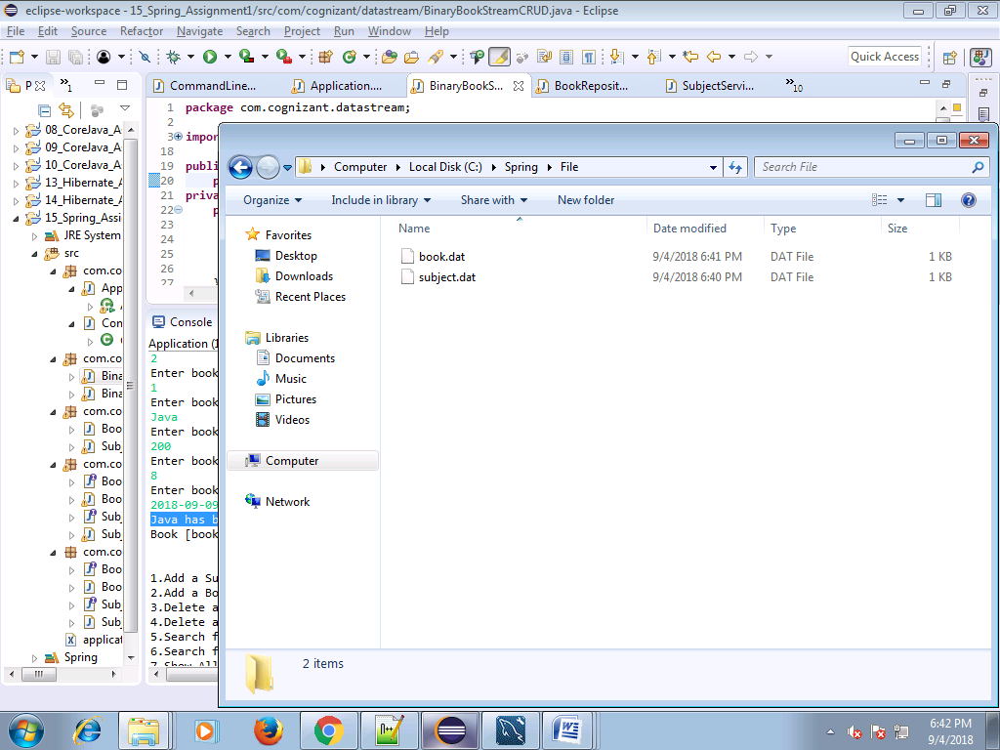 eclipse-workspace - 15_Spring_Assignment1/src/com/cognizant/datastream/BinaryBookStreamCRUD.java - Eclipse
File Edit Source Refactor Navigate Search Project Run Window Help
Quick Access
P
1
CommandLine...
Application....
BinaryBookS...
BookReposit...
SubjectServi...
10
1 package com.cognizant.datastream;
2
3 impor
18
19 publi
20 p
21 priva
22 p
23
24
25
26
27 }
08_CoreJava_A
09_CoreJava_A
10_CoreJava_A
13_Hibernate_A
14_Hibernate_A
15_Spring_Assi
JRE System
src
com.co
App
Con
com.co
Bina
Bina
com.co
Boo
Sub
com.co
Boo
Boo
Sub
Sub
com.co
Boo
Boo
Sub
Sub
applicat
Spring
Console
Application (1
2
Enter book
1
Enter book
Java
Enter book
200
Enter book
8
Enter book
2018-09-09
Java has b
Book [book
1.Add a Su
2.Add a Bo
3.Delete a
4.Delete a
5.Search f
6.Search f
7.Show All
Computer Local Disk (C:) Spring File
Search File
Organize Include in library Share with New folder
Favorites
Desktop
Downloads
Recent Places
Libraries
Documents
Music
Pictures
Videos
Computer
Network
Name Date modified Type Size
book.dat 9/4/2018 6:41 PM DAT File 1 KB
subject.dat 9/4/2018 6:40 PM DAT File 1 KB
2 items
6:42 PM
9/4/2018